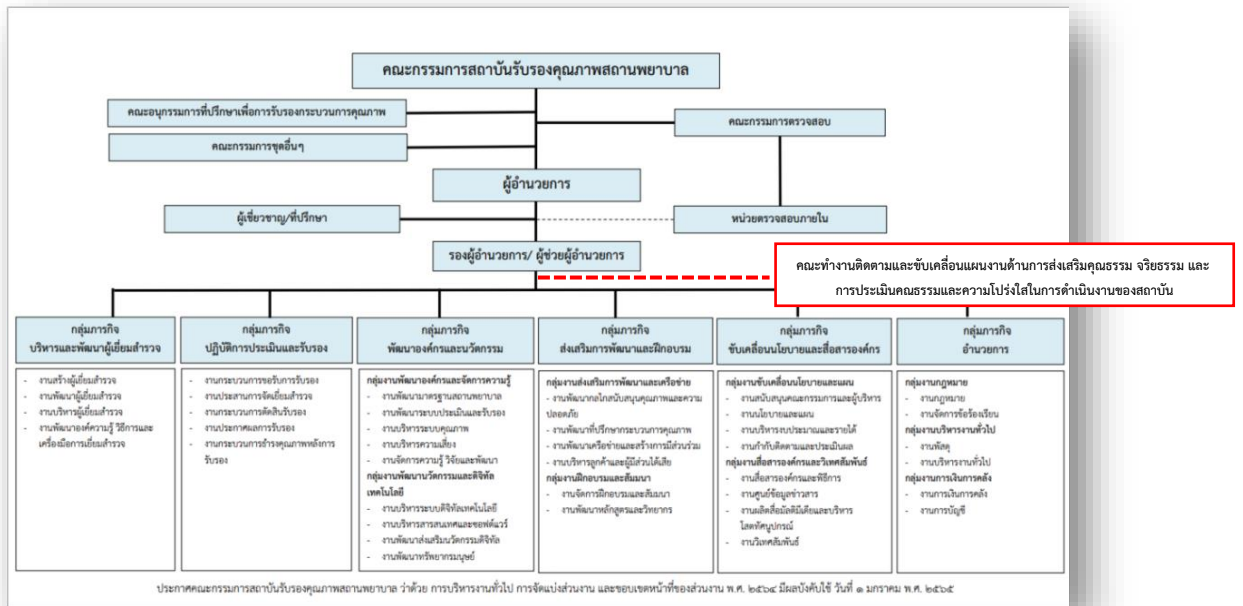 คณะกรรมการสถาบันรับรองคุณภาพสถานพยาบาล
คณะอนุกรรมการที่ปรึกษาเพื่อการรับรองกระบวนการคุณภาพ
คณะกรรมการตรวจสอบ
คณะกรรมการชุดอื่นๆ
ผู้อำนวยการ
ผู้เชี่ยวชาญ/ที่ปรึกษา
หน่วยตรวจสอบภายใน
รองผู้อำนวยการ/ ผู้ช่วยผู้อำนวยการ
คณะทำงานติดตามและขับเคลื่อนแผนงานด้านการส่งเสริมคุณธรรม จริยธรรม และ
การประเมินคณธรรมและความโปร่งใสในการดำเนินงานของสถาบัน
กลุ่มภารกิจ
บริหารและพัฒนาผู้เยี่ยมสำรวจ
- งานสร้างผู้เยี่ยมสำรวจ
- งานพัฒนาผู้เยี่ยมสำรวจ
- งานบริหารผู้เยี่ยมสำรวจ
- งานพัฒนาองค์ความรู้ วิธีการและ
เครื่องมือการเยี่ยมสำรวจ
กลุ่มภารกิจ
ปฏิบัติการประเมินและรับรอง
- งานกระบวนการขอรับการรับรอง
- งานประสานการจัดเยี่ยมสำรวจ
- งานกระบวนการตัดสินรับรอง
- งานประกาศผลการรับรอง
- งานกระบวนการธำรงคุณภาพหลังการ
รับรอง
กลุ่มภารกิจ
พัฒนาองค์กรและนวัตกรรม
กลุ่มงานพัฒนาองค์กรและจัดการความรู้
- งานพัฒนามาตรฐานสถานพยาบาล
- งานพัฒนาระบบประเมินและรับรอง
- งานบริหารระบบคุณภาพ
- งานบริหารความเสี่ยง
- งานจัดการความรู้ วิจัยและพัฒนา
กลุ่มงานพัฒนานวัตกรรมและดิจิทัล
เทคโนโลยี
- งานบริหารระบบดิจิทัลเทคโนโลยี
- งานบริหารสารสนเทศและซอฟต์แวร์
- งานพัฒนาส่งเสริมนวัตกรรมดิจิทัล
- งานพัฒนาทรัพยากรมนุษย์
กลุ่มภารกิจ
ส่งเสริมการพัฒนาและฝึกอบรม
กลุ่มงานส่งเสริมการพัฒนาและเครือข่าย
- งานพัฒนากลไกสนับสนุนคุณภาพและความ
ปลอดภัย
- งานพัฒนาที่ปรึกษากระบวนการคุณภาพ
- งานพัฒนาเครือข่ายและสร้างการมีส่วนร่วม
- งานบริหารลูกค้าและผู้มีส่วนได้เสีย
กลุ่มงานฝึกอบรมและสัมมนา
- งานจัดการฝึกอบรมและสัมมนา
- งานพัฒนาหลักสูตรและวิทยากร
กลุ่มภารกิจ
ขับเคลื่อนนโยบายและสื่อสารองค์กร
กลุ่มงานขับเคลื่อนนโยบายและแผน
- งานสนับสนุนคณะกรรมการและผู้บริหาร
- งานนโยบายและแผน
- งานบริหารงบประมาณและรายได้
- งานกำกับติดตามและประเมินผล
กลุ่มงานสื่อสารองค์กรและวิเทศสัมพันธ์
- งานสื่อสารองค์กรและพิธีการ
- งานศูนย์ข้อมูลข่าวสาร
- งานผลิตสื่อมัลติมีเดียและบริหาร
โสตทัศนูปกรณ์
- งานวิเทศสัมพันธ์
กลุ่มภารกิจ
อำนวยการ
กลุ่มงานกฎหมาย
- งานกฎหมาย
- งานจัดการข้อร้องเรียน
กลุ่มงานบริหารงานทั่วไป
- งานพัสดุ
- งานบริหารงานทั่วไป
กลุ่มงานการเงินการคลัง
- งานการเงินการคลัง
- งานการบัญชี
ประกาศคณะกรรมการสถาบันรับรองคุณภาพสถานพยาบาล ว่าด้วย การบริหารงานทั่วไป การจัดแบ่งส่วนงาน และขอบเขตหน้าที่ของส่วนงาน พ.ศ. ๒๕๖๔ มีผลบังคับใช้ วันที่ ๑ มกราคม พ.ศ. ๒๕๖๕